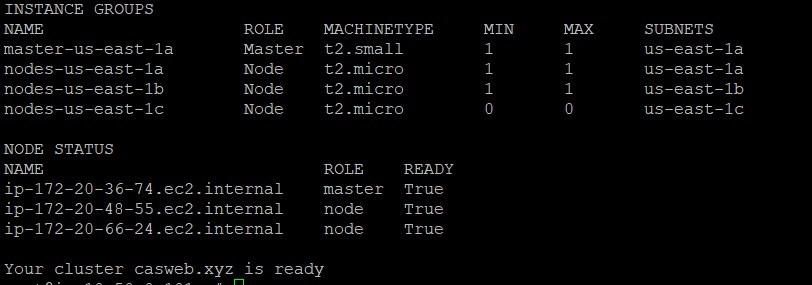 INSTANCE GROUPS
NAME ROLE MACHINETYPE MIN MAX SUBNETS
master-us-east-1a Master t2.small 1 1 us-east-1a
nodes-us-east-1a Node t2.micro 1 1 us-east-1a
nodes-us-east-1b Node t2.micro 1 1 us-east-1b
nodes-us-east-1c Node t2.micro 0 0 us-east-1c
NODE STATUS
NAME ROLE READY
ip-172-20-36-74.ec2.internal master True
ip-172-20-48-55.ec2.internal node True
ip-172-20-66-24.ec2.internal node True
Your cluster casweb.xyz is ready